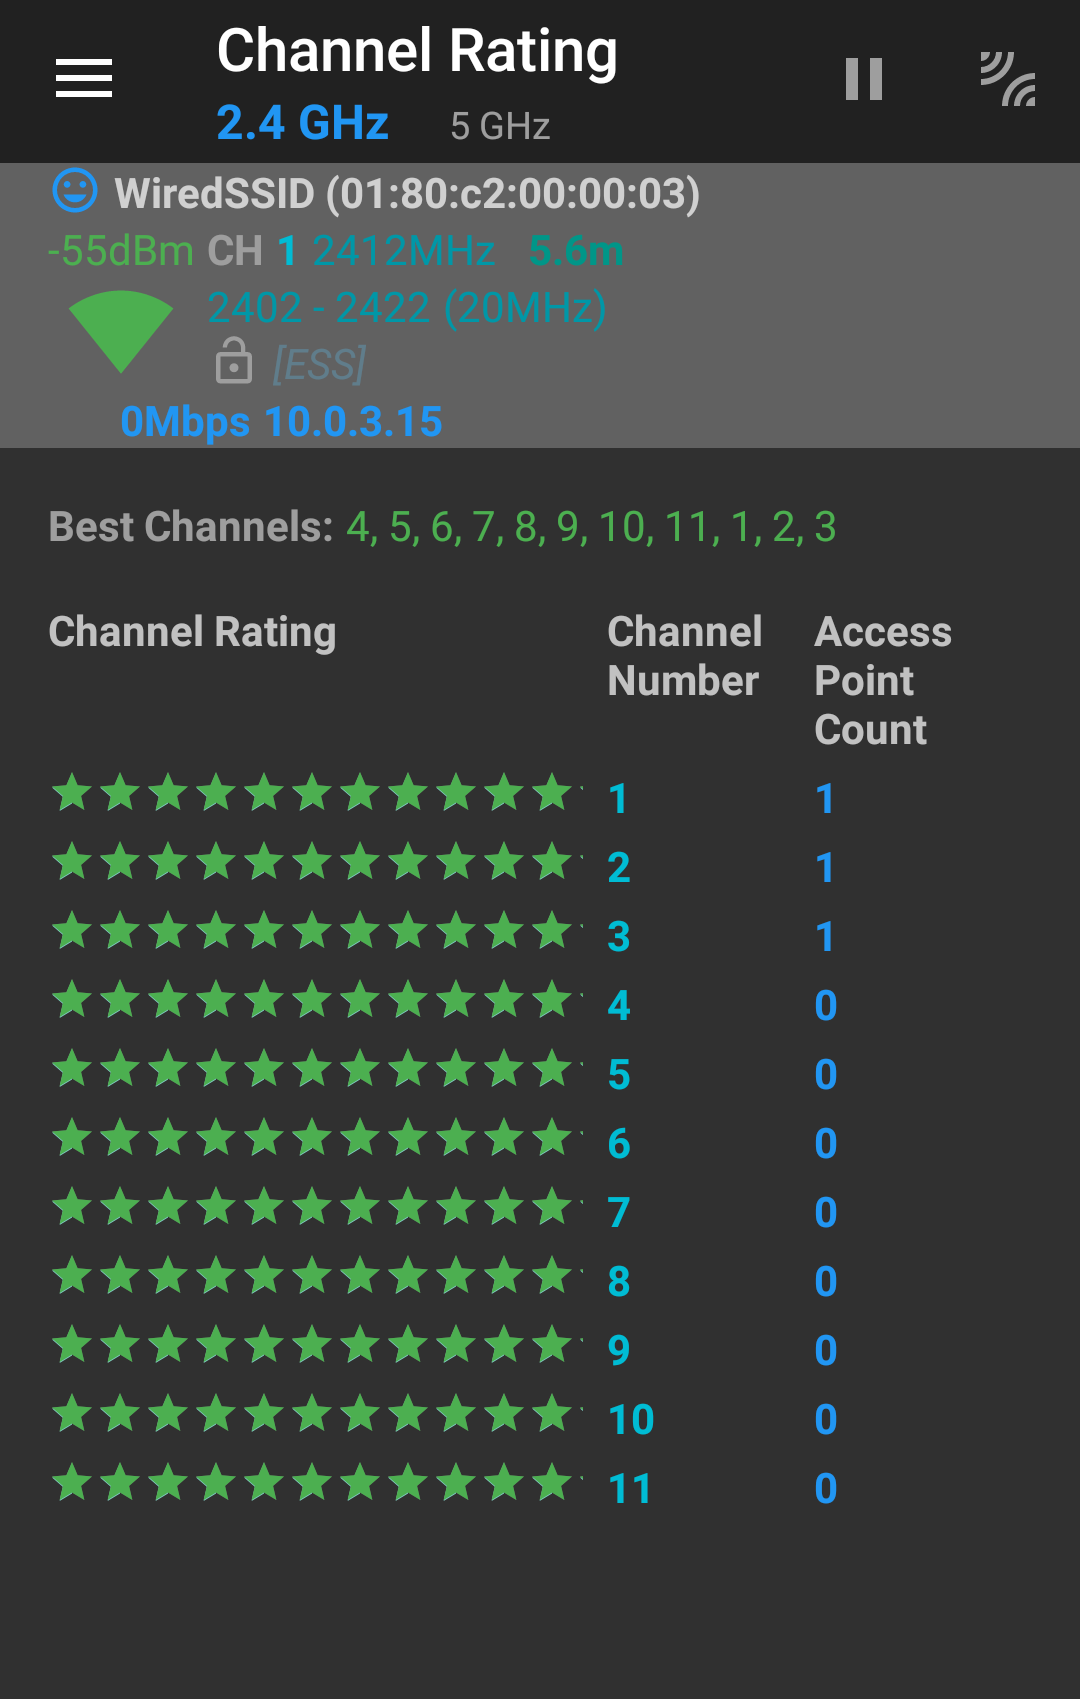 Channel Rating
2.4 GHz 5 GHz
WiredSSID (01:80:c2:00:00:03)
-55dBm CH 1 2412MHz 5.6m
2402 - 2422 (20MHz)
[ESS]
0Mbps 10.0.3.15
Best Channels: 4, 5, 6, 7, 8, 9, 10, 11, 1, 2, 3
Channel Rating Channel Number Access Point Count
1 1
2 1
3 1
4 0
5 0
6 0
7 0
8 0
9 0
10 0
11 0